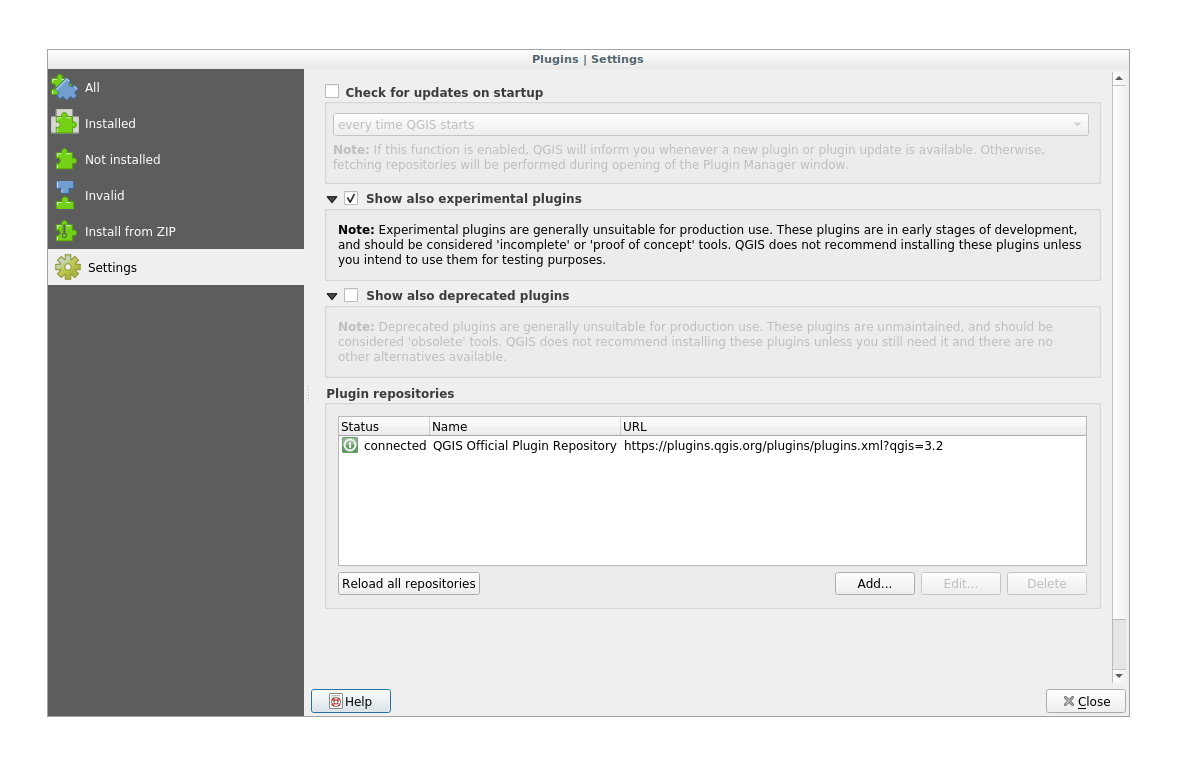 Plugins | Settings
All
Installed
Not installed
Invalid
Install from ZIP
Settings
Check for updates on startup
every time QGIS starts
Note: If this function is enabled, QGIS will inform you whenever a new plugin or plugin update is available. Otherwise,
fetching repositories will be performed during opening of the Plugin Manager window.
Show also experimental plugins
Note: Experimental plugins are generally unsuitable for production use. These plugins are in early stages of development,
and should be considered 'incomplete' or 'proof of concept' tools. QGIS does not recommend installing these plugins unless
you intend to use them for testing purposes.
Show also deprecated plugins
Note: Deprecated plugins are generally unsuitable for production use. These plugins are unmaintained, and should be
considered 'obsolete' tools. QGIS does not recommend installing these plugins unless you still need it and there are no
other alternatives available.
Plugin repositories
Status Name URL
connected QGIS Official Plugin Repository https://plugins.qgis.org/plugins/plugins.xml?qgis=3.2
Reload all repositories Add... Edit... Delete
Help Close